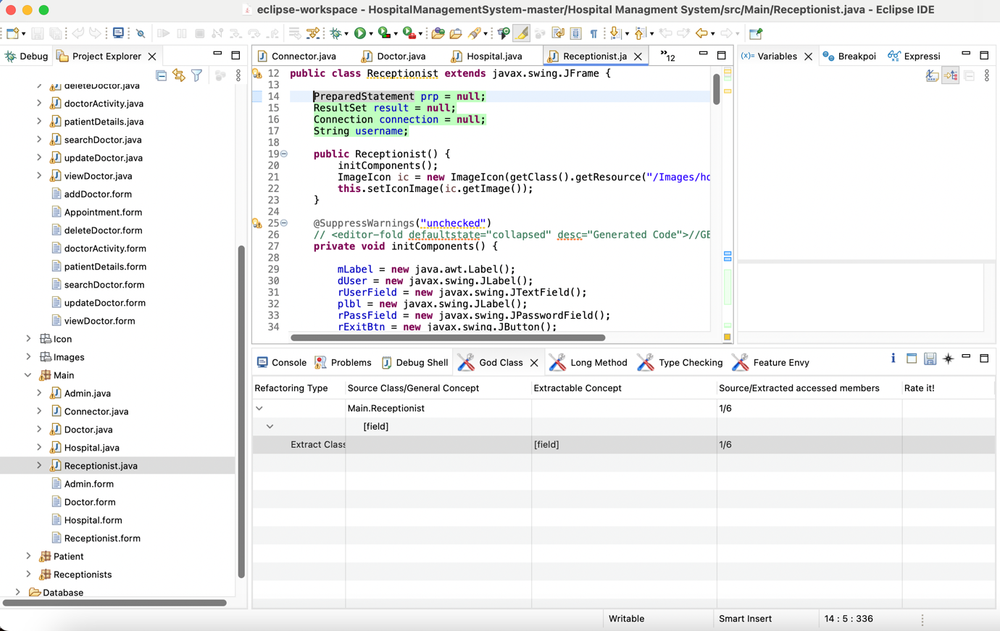 eclipse-workspace - HospitalManagementSystem-master/Hospital Managment System/src/Main/Receptionist.java - Eclipse IDE
Debug
Project Explorer
deleteDoctor.java
doctorActivity.java
patientDetails.java
searchDoctor.java
updateDoctor.java
viewDoctor.java
addDoctor.form
Appointment.form
deleteDoctor.form
doctorActivity.form
patientDetails.form
searchDoctor.form
updateDoctor.form
viewDoctor.form
Icon
Images
Main
Admin.java
Connector.java
Doctor.java
Hospital.java
Receptionist.java
Admin.form
Doctor.form
Hospital.form
Receptionist.form
Patient
Receptionists
Database
Connector.java
Doctor.java
Hospital.java
Receptionist.ja
12
12 public class Receptionist extends javax.swing.JFrame {
13
14 PreparedStatement prp = null;
15 ResultSet result = null;
16 Connection connection = null;
17 String username;
18
19 public Receptionist() {
20 initComponents();
21 ImageIcon ic = new ImageIcon(getClass().getResource("/Images/ho
22 this.setIconImage(ic.getImage());
23 }
24
25 @SuppressWarnings("unchecked")
26 // <editor-fold defaultstate="collapsed" desc="Generated Code">//GE
27 private void initComponents() {
28
29 mLabel = new java.awt.Label();
30 dUser = new javax.swing.JLabel();
31 rUserField = new javax.swing.JTextField();
32 plbl = new javax.swing.JLabel();
33 rPassField = new javax.swing.JPasswordField();
34 rExitBtn = new javax.swing.JButton();
(x)= Variables
Breakpoi
Expressi
Console
Problems
Debug Shell
God Class
Long Method
Type Checking
Feature Envy
Refactoring Type
Source Class/General Concept
Extractable Concept
Source/Extracted accessed members
Rate it!
Main.Receptionist
1/6
[field]
Extract Class
[field]
1/6
Writable
Smart Insert
14 : 5 : 336